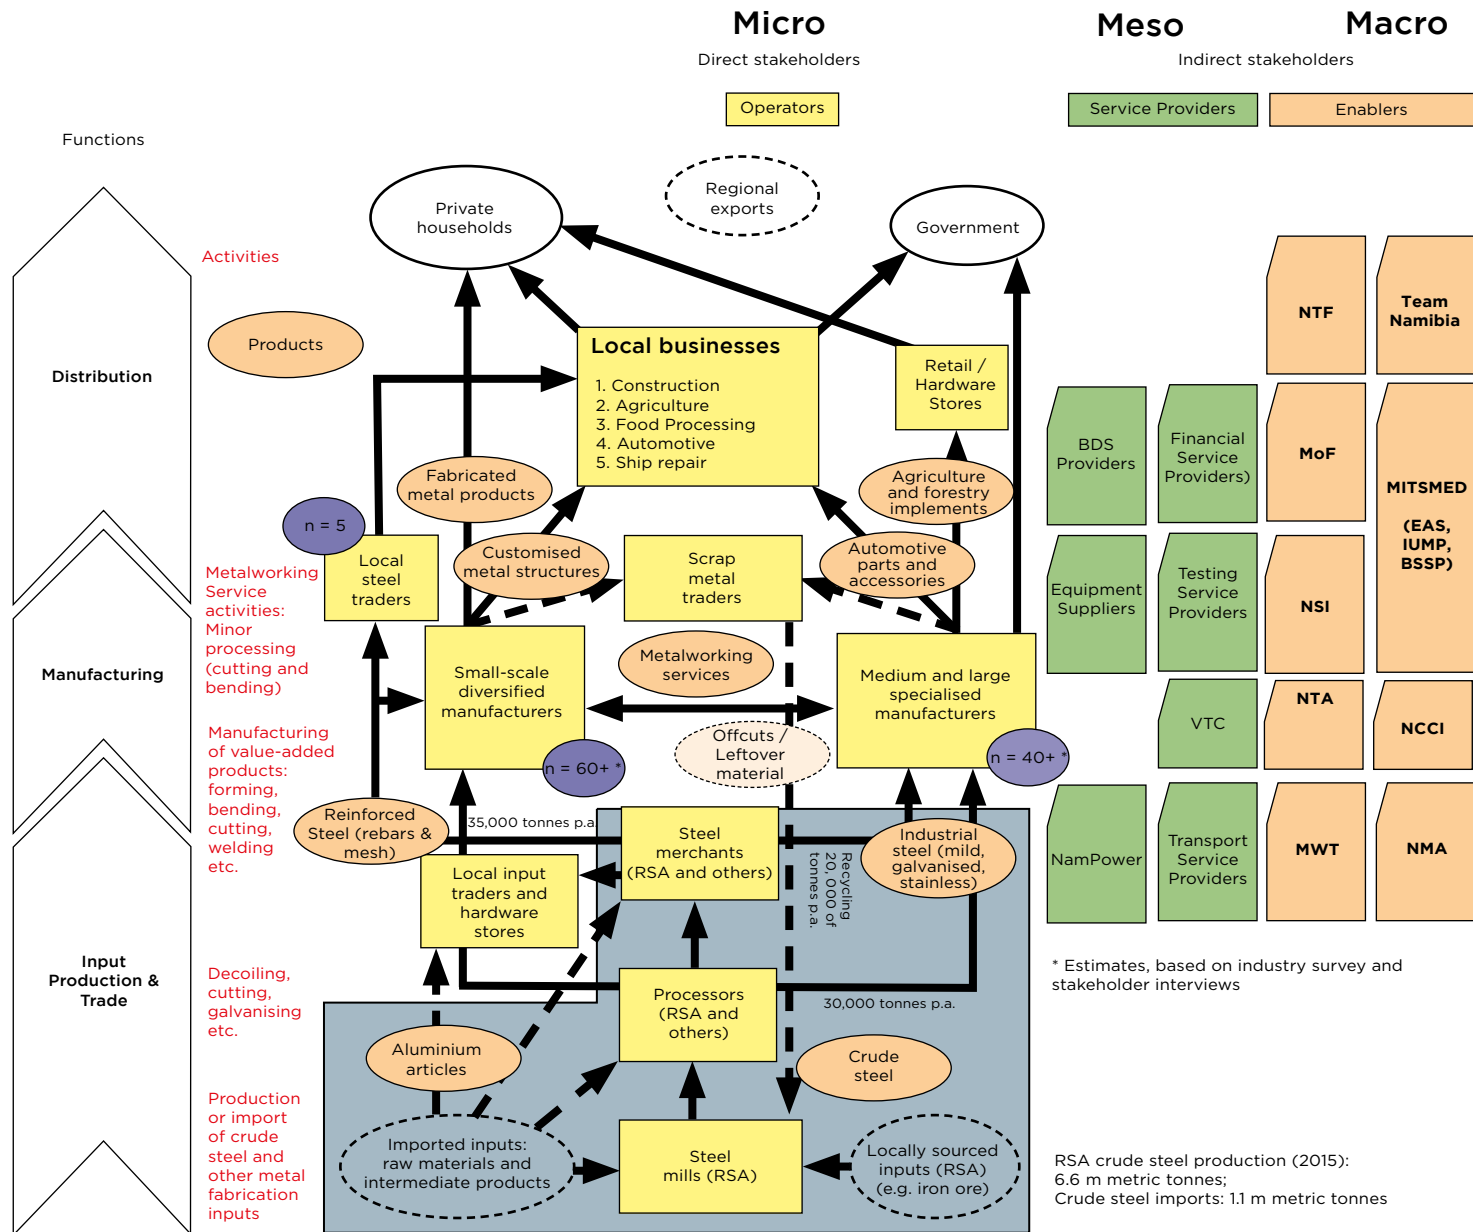 Micro
Meso
Macro
Direct stakeholders
Indirect stakeholders
Operators
Service Providers
Enablers
Functions
Regional
exports
Private
households
Government
Activities
Products
Distribution
Local businesses
1. Construction
2. Agriculture
3. Food Processing
4. Automotive
5. Ship repair
Retail /
Hardware
Stores
NTF
Team
Namibia
BDS
Providers
Financial
Service
Providers)
MoF
MITSMED
(EAS,
IUMP,
BSSP)
Fabricated
metal products
Agriculture
and forestry
implements
n = 5
Local
steel
traders
Customised
metal structures
Scrap
metal
traders
Automotive
parts and
accessories
Equipment
Suppliers
Testing
Service
Providers
NSI
Metalworking
Service
activities:
Minor
processing
(cutting and
bending)
Manufacturing
Small-scale
diversified
manufacturers
Metalworking
services
Medium and large
specialised
manufacturers
VTC
NTA
NCCI
Offcuts /
Leftover
material
n = 60+ *
n = 40+ *
Manufacturing
of value-added
products:
forming,
bending,
cutting,
welding
etc.
Reinforced
Steel (rebars &
mesh)
35,000 tonnes p.a.
Steel
merchants
(RSA and others)
Recycling
20, 000 of
tonnes p.a.
Industrial
steel (mild,
galvanised,
stainless)
NamPower
Transport
Service
Providers
MWT
NMA
Local input
traders and
hardware
stores
Input
Production &
Trade
Decoiling,
cutting,
galvanising
etc.
Processors
(RSA and
others)
30,000 tonnes p.a.
* Estimates, based on industry survey and
stakeholder interviews
Aluminium
articles
Crude
steel
Production
or import
of crude
steel and
other metal
fabrication
inputs
Imported inputs:
raw materials and
intermediate products
Steel
mills (RSA)
Locally sourced
inputs (RSA)
(e.g. iron ore)
RSA crude steel production (2015):
6.6 m metric tonnes;
Crude steel imports: 1.1 m metric tonnes